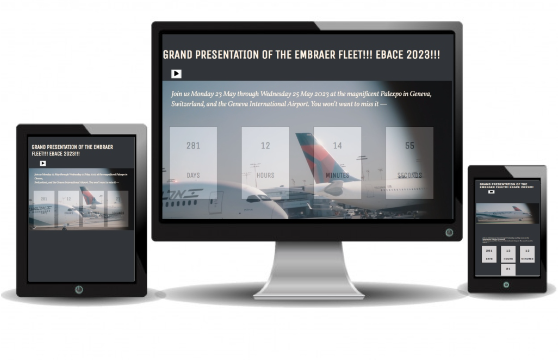 GRAND PRESENTATION OF THE EMBRAER
FLEET!!! EBACE 2023!!!
GRAND PRESENTATION OF THE EMBRAER FLEET!!! EBACE 2023!!!
Join us Monday 23 May through Wednesday 25 May 2023 at the magnificent Palexpo in Geneva,
Switzerland, and the Geneva International Airport. You won't want to miss it —
281 12 14 55
DAYS HOURS MINUTES SECONDS
GRAND PRESENTATION OF THE
EMBRAER FLEET!!! EBACE 2023!!!